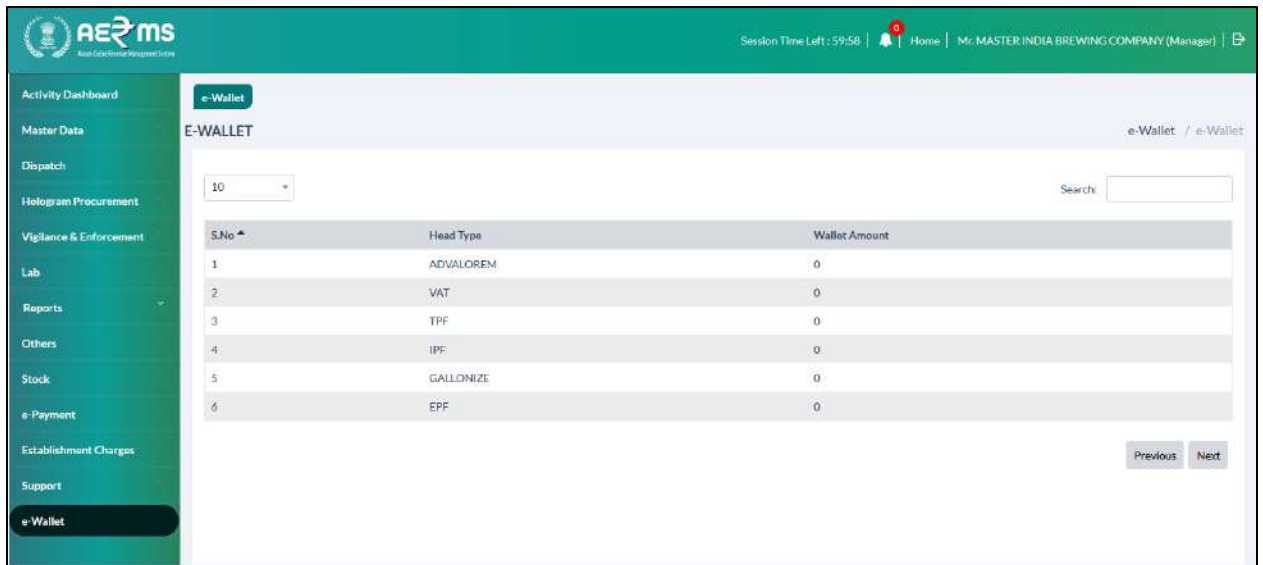 AERMS
Session Time Left : 59:58 | 0 | Home | Mr. MASTER INDIA BREWING COMPANY (Manager)
Activity Dashboard
Master Data
Dispatch
Hologram Procurement
Vigilance & Enforcement
Lab
Reports
Others
Stock
e-Payment
Establishment Charges
Support
e-Wallet
e-Wallet
E-WALLET
e-Wallet / e-Wallet
10
Search:
S.No Head Type Wallet Amount
1 ADVALOREM 0
2 VAT 0
3 TPF 0
4 IPF 0
5 GALLONIZE 0
6 EPF 0
Previous Next